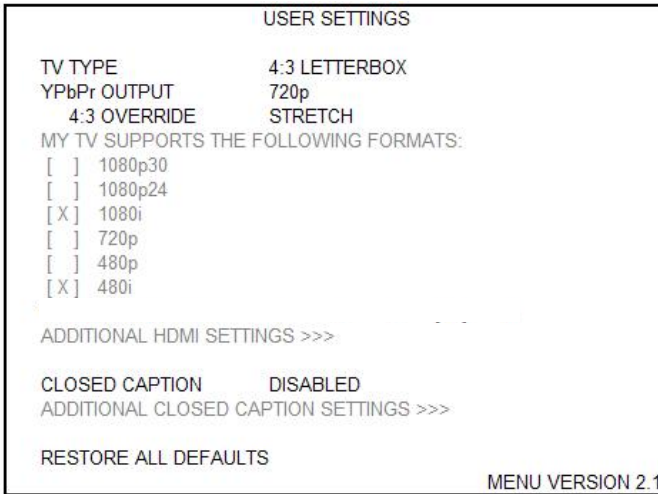 USER SETTINGS
TV TYPE 4:3 LETTERBOX
YPbPr OUTPUT 720p
4:3 OVERRIDE STRETCH
MY TV SUPPORTS THE FOLLOWING FORMATS:
[ ] 1080p30
[ ] 1080p24
[ X ] 1080i
[ ] 720p
[ ] 480p
[ X ] 480i
ADDITIONAL HDMI SETTINGS >>>
CLOSED CAPTION DISABLED
ADDITIONAL CLOSED CAPTION SETTINGS >>>
RESTORE ALL DEFAULTS
MENU VERSION 2.1